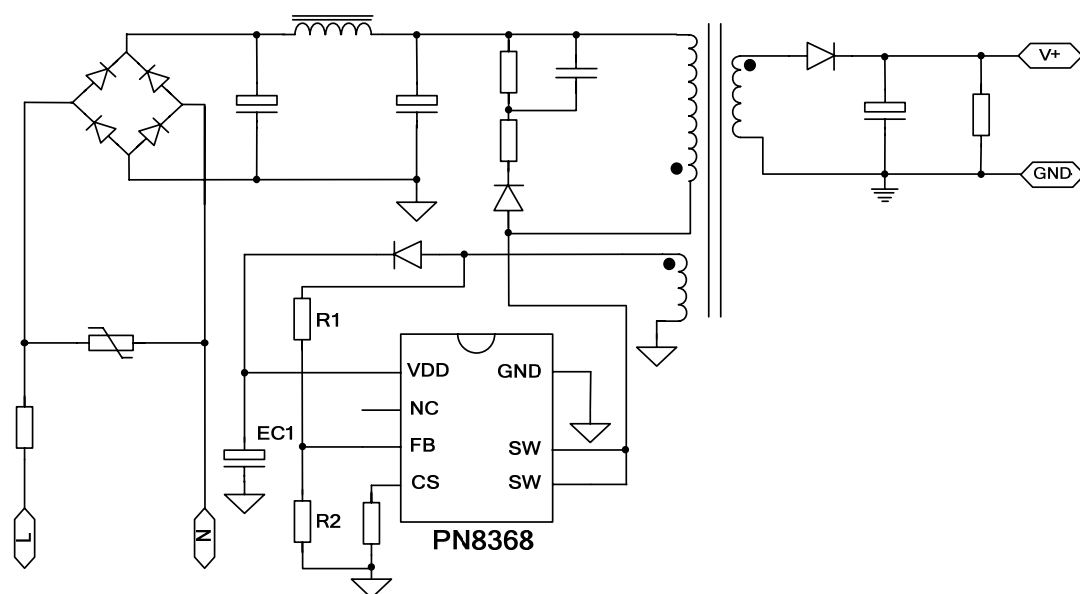 V+
GND
R1
VDD
GND
NC
EC1
FB
SW
CS
SW
R2
L
N
PN8368